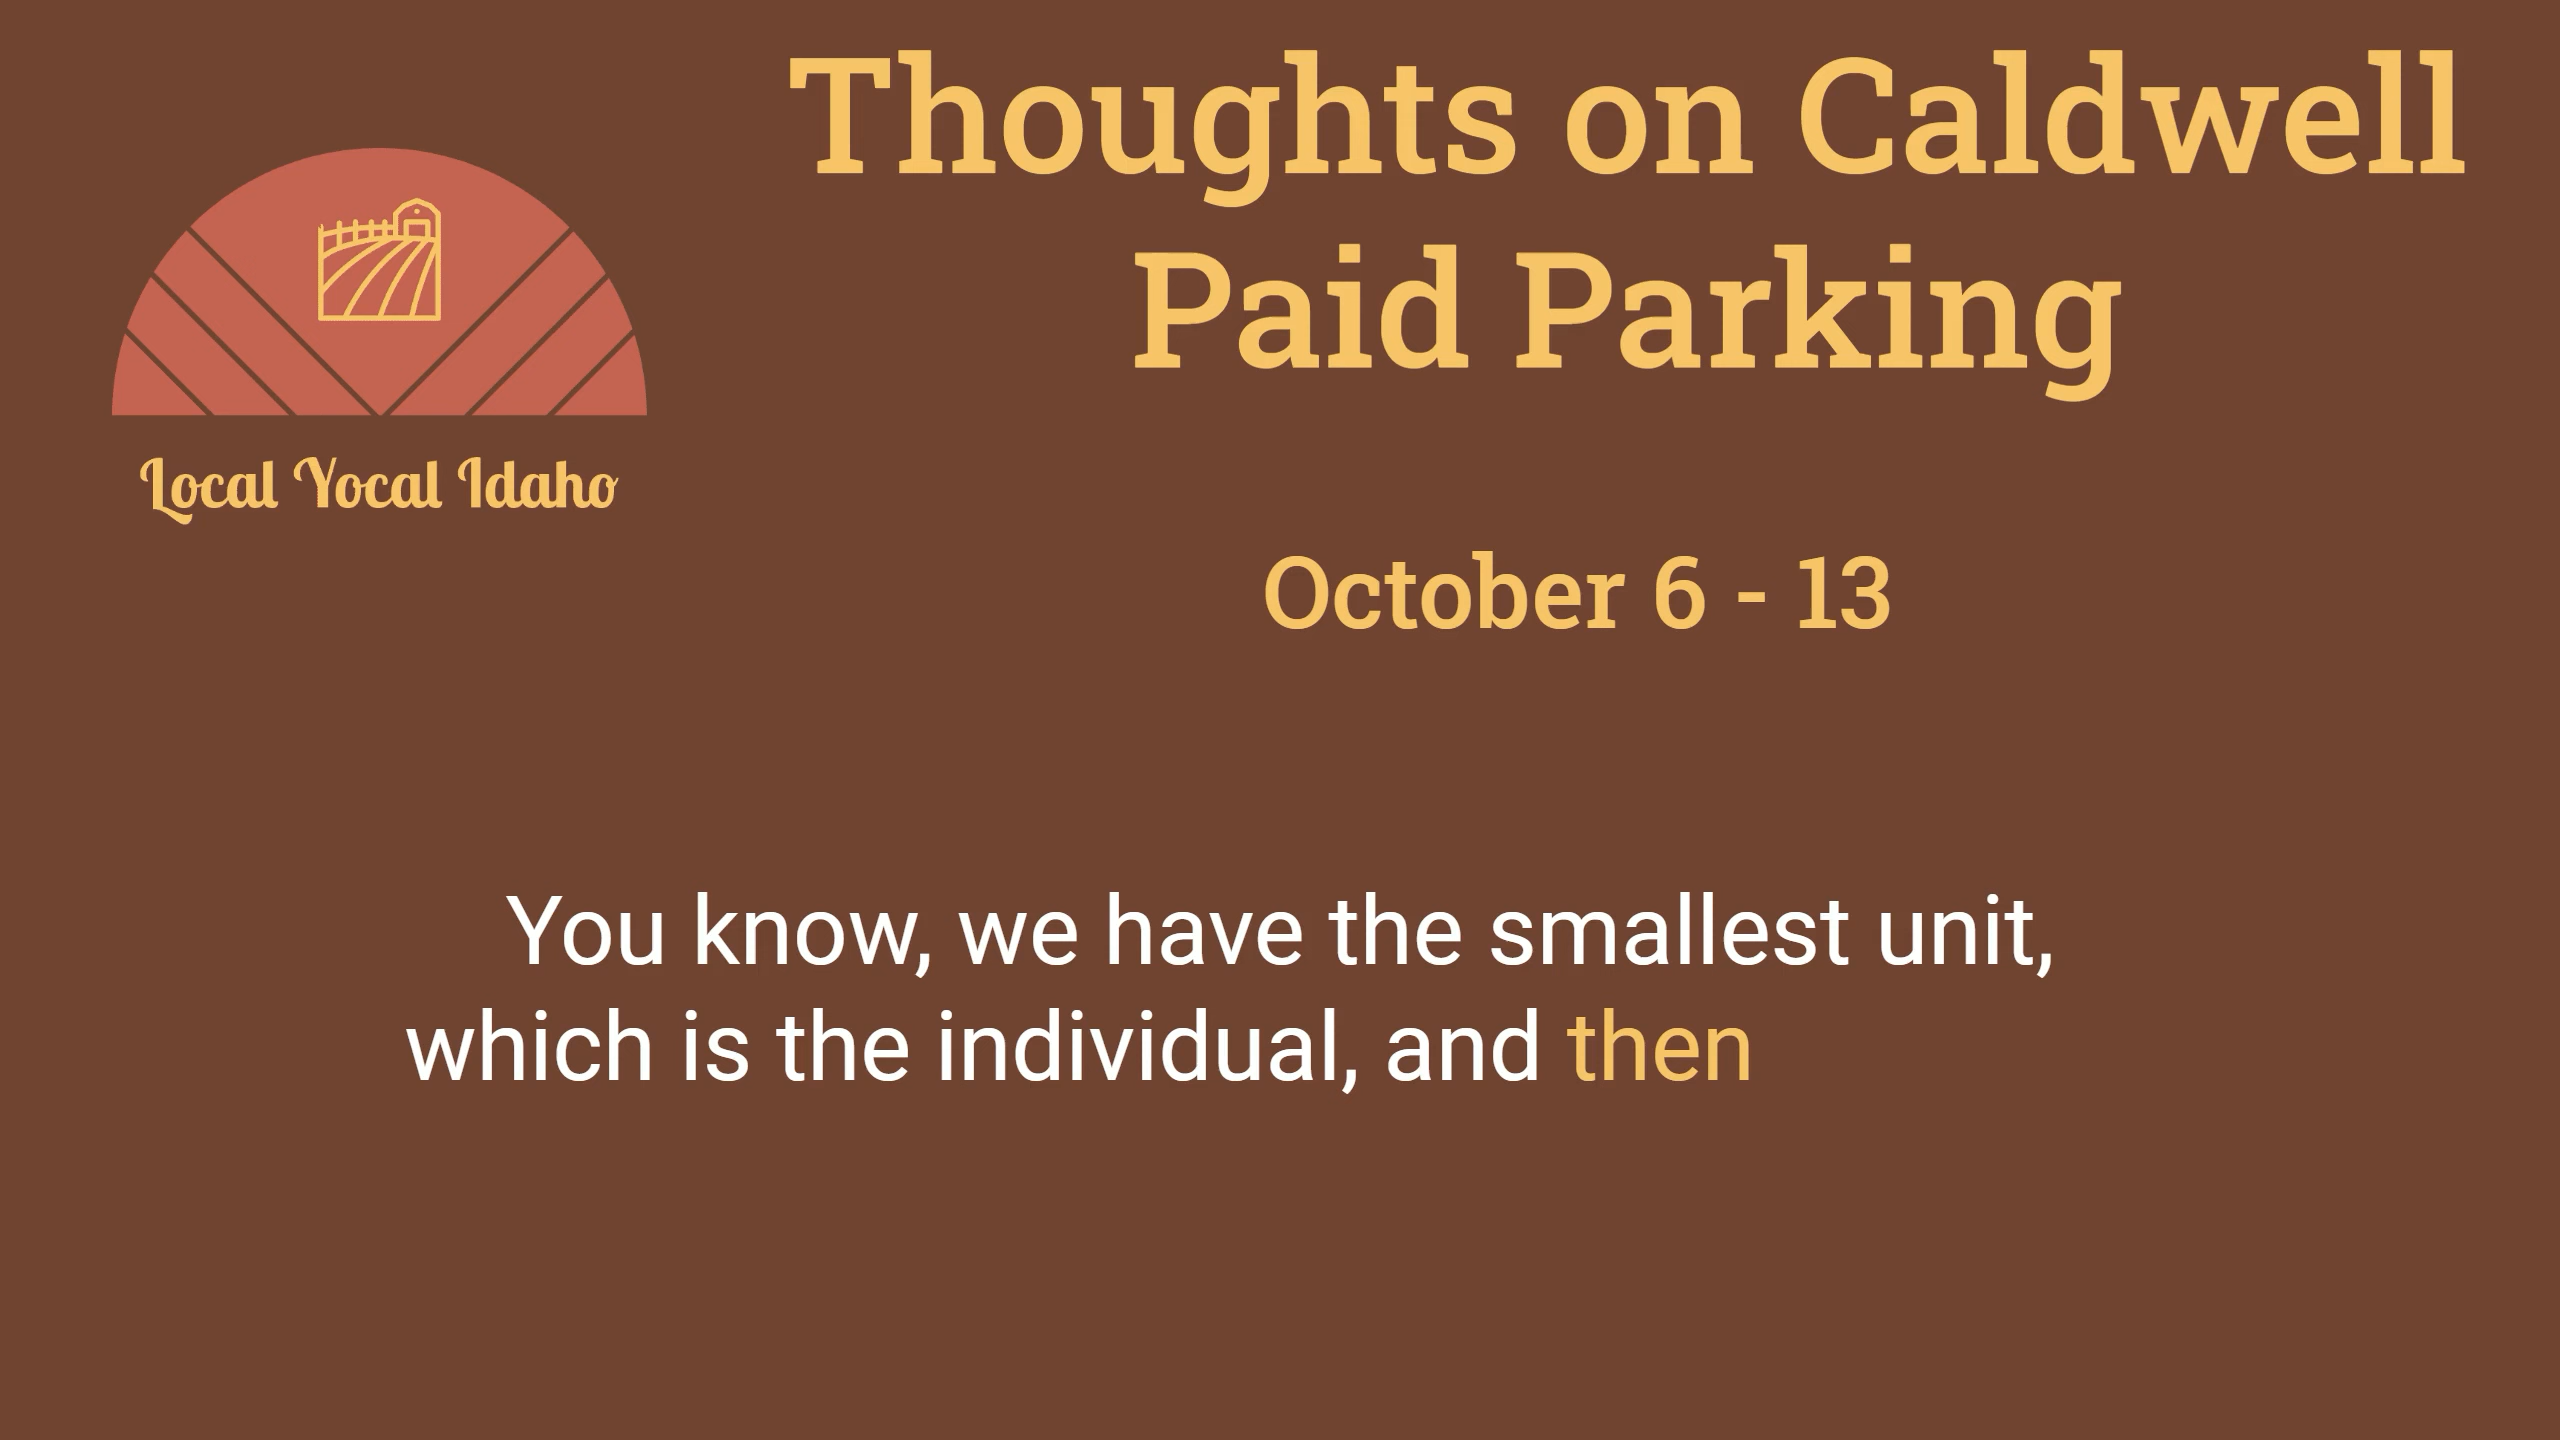 Thoughts on Caldwell
Paid Parking
Local Yocal Idaho
October 6 - 13
You know, we have the smallest unit,
which is the individual, and then